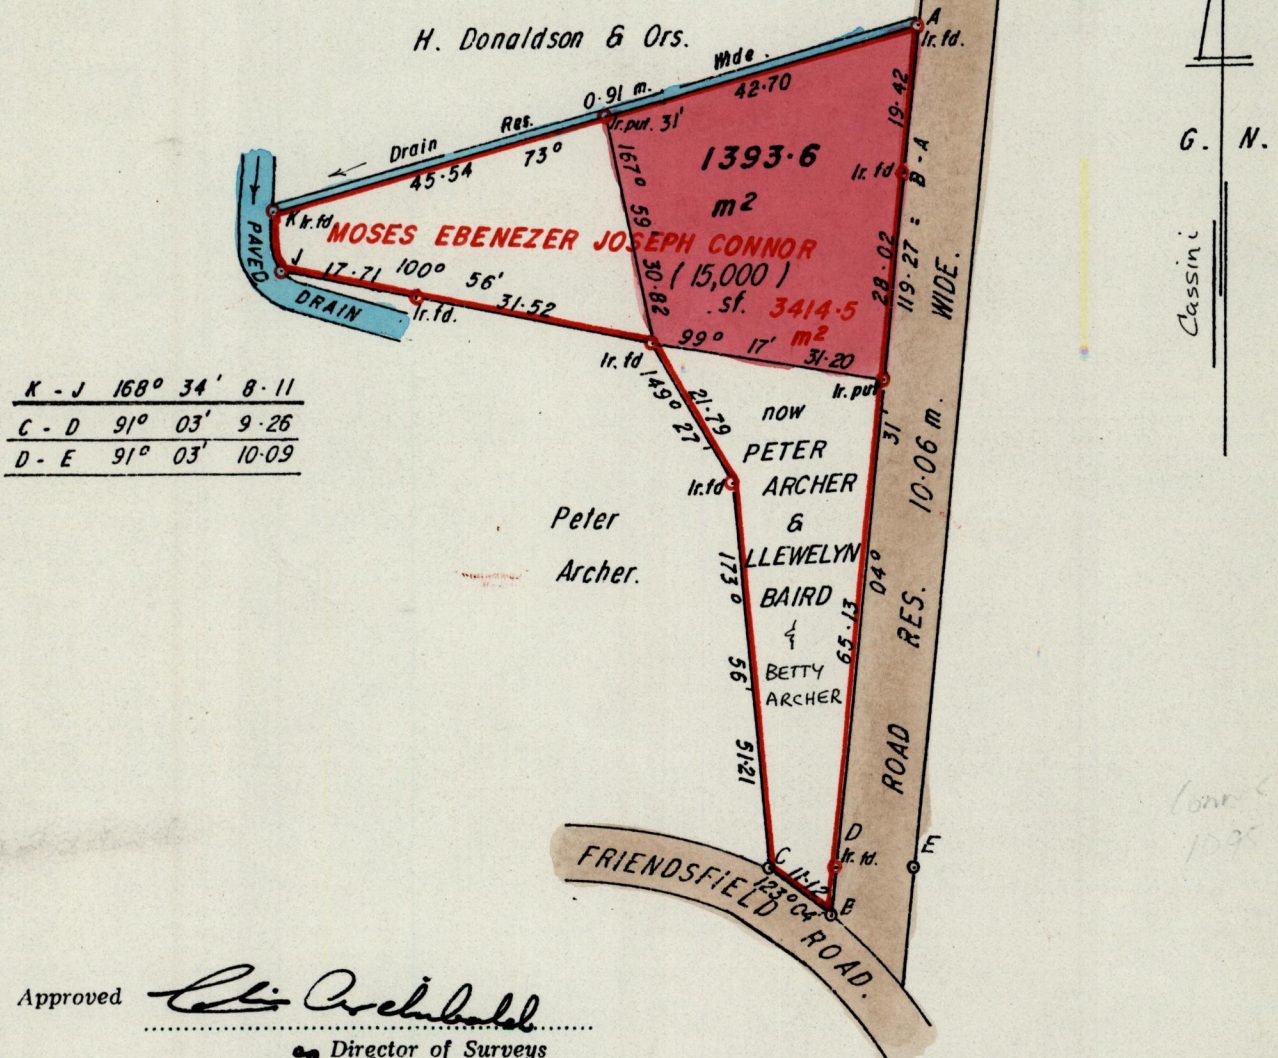 H. Donaldson & Ors.
A
Ir. fd.
Drain Res. 0·91 m. Wide.
73° 31'
45·54
42·70
Ir. put.
19·42
Ir. fd
28·02
119·27 = B - A
G. N.
Cassini
1393·6
m2
( 15,000 )
sf.
3414·5
m2
MOSES EBENEZER JOSEPH CONNOR
167° 59' 30·82
K Ir. fd
J
PAVED DRAIN
17·71 100° 56' 31·52
Ir. fd.
Ir. fd
99° 17' 31·20
Ir. put
K - J 168° 34' 8·11
C - D 91° 03' 9·26
D - E 91° 03' 10·09
149° 27'
21·79
Ir. fd
now
PETER
ARCHER
&
LLEWELYN
BAIRD
&
BETTY
ARCHER
Peter
Archer.
173° 56' 51·21
65·13
04° 31'
ROAD RES. 10·06 m. WIDE.
C
D
Ir. fd.
E
B
11·12
123° 04'
FRIENDSFIELD ROAD.
Approved
Director of Surveys